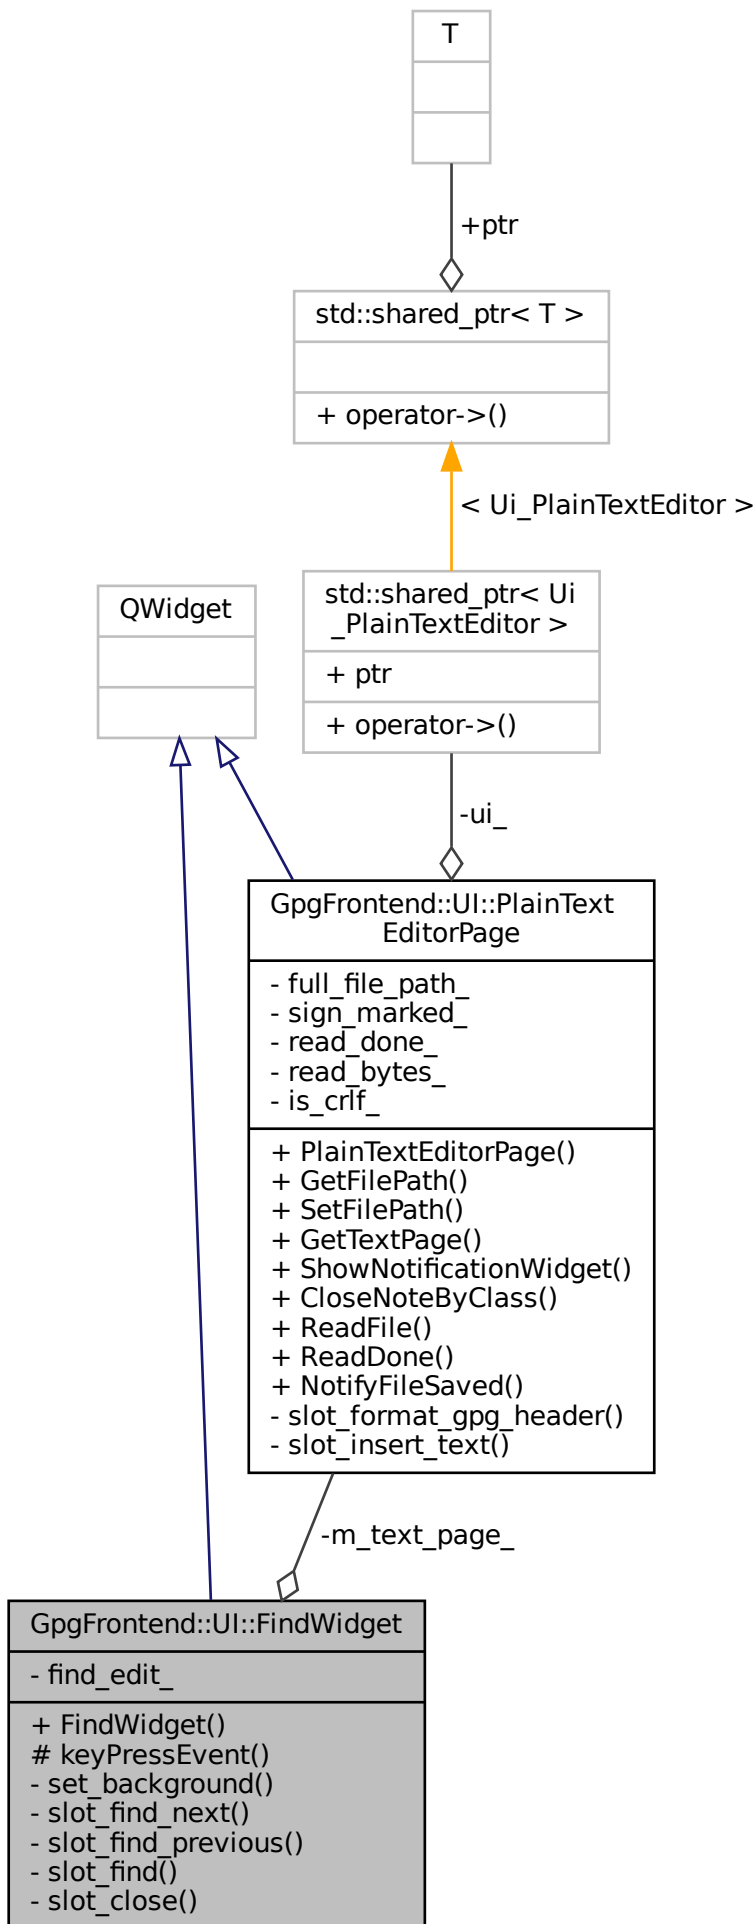 T
+ptr
std::shared_ptr< T >
+ operator->()
< Ui_PlainTextEditor >
QWidget
std::shared_ptr< Ui
_PlainTextEditor >
+ ptr
+ operator->()
-ui_
GpgFrontend::UI::PlainText
EditorPage
- full_file_path_
- sign_marked_
- read_done_
- read_bytes_
- is_crlf_
+ PlainTextEditorPage()
+ GetFilePath()
+ SetFilePath()
+ GetTextPage()
+ ShowNotificationWidget()
+ CloseNoteByClass()
+ ReadFile()
+ ReadDone()
+ NotifyFileSaved()
- slot_format_gpg_header()
- slot_insert_text()
-m_text_page_
GpgFrontend::UI::FindWidget
- find_edit_
+ FindWidget()
# keyPressEvent()
- set_background()
- slot_find_next()
- slot_find_previous()
- slot_find()
- slot_close()